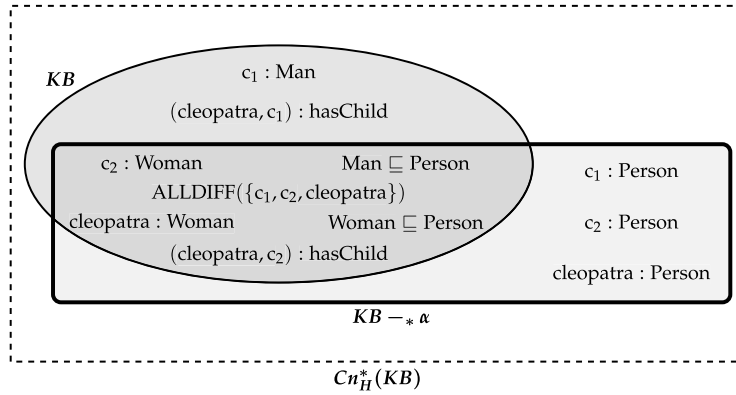 KB
c₁ : Man
(cleopatra, c₁) : hasChild
c₂ : Woman
Man ⊑ Person
ALLDIFF({c₁, c₂, cleopatra})
cleopatra : Woman
Woman ⊑ Person
(cleopatra, c₂) : hasChild
c₁ : Person
c₂ : Person
cleopatra : Person
KB −∗ α
Cn*_H(KB)